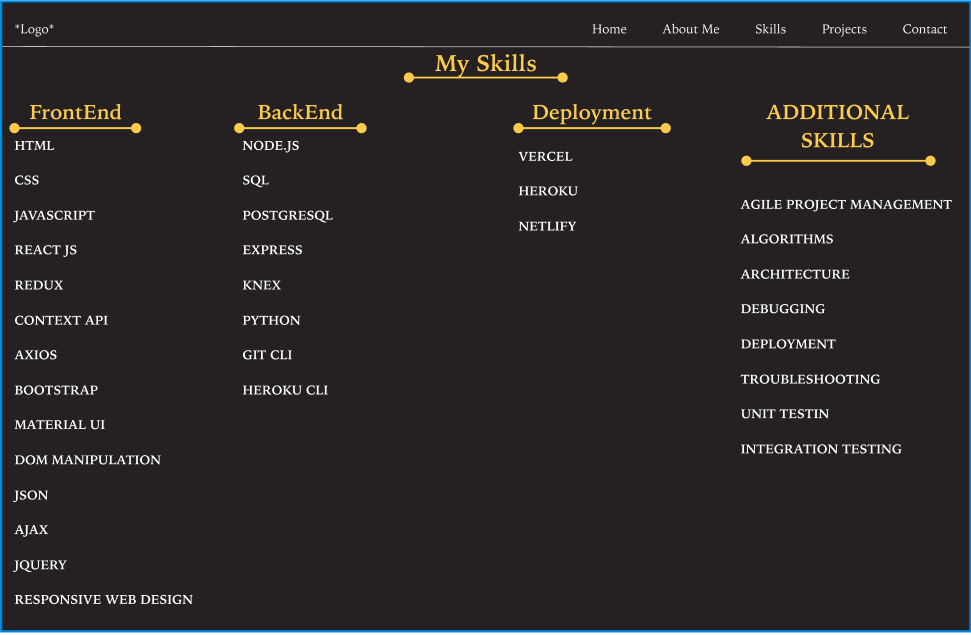 *Logo*
Home
About Me
Skills
Projects
Contact
My Skills
FrontEnd
HTML
CSS
JAVASCRIPT
REACT JS
REDUX
CONTEXT API
AXIOS
BOOTSTRAP
MATERIAL UI
DOM MANIPULATION
JSON
AJAX
JQUERY
RESPONSIVE WEB DESIGN
BackEnd
NODE.JS
SQL
POSTGRESQL
EXPRESS
KNEX
PYTHON
GIT CLI
HEROKU CLI
Deployment
VERCEL
HEROKU
NETLIFY
ADDITIONAL
SKILLS
AGILE PROJECT MANAGEMENT
ALGORITHMS
ARCHITECTURE
DEBUGGING
DEPLOYMENT
TROUBLESHOOTING
UNIT TESTIN
INTEGRATION TESTING